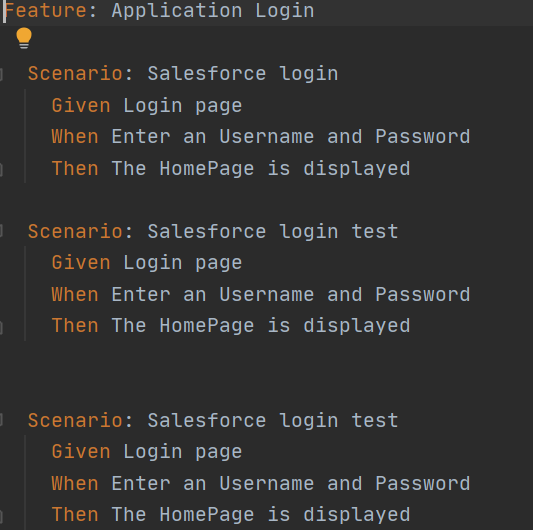 Feature: Application Login
Scenario: Salesforce login
Given Login page
When Enter an Username and Password
Then The HomePage is displayed
Scenario: Salesforce login test
Given Login page
When Enter an Username and Password
Then The HomePage is displayed
Scenario: Salesforce login test
Given Login page
When Enter an Username and Password
Then The HomePage is displayed